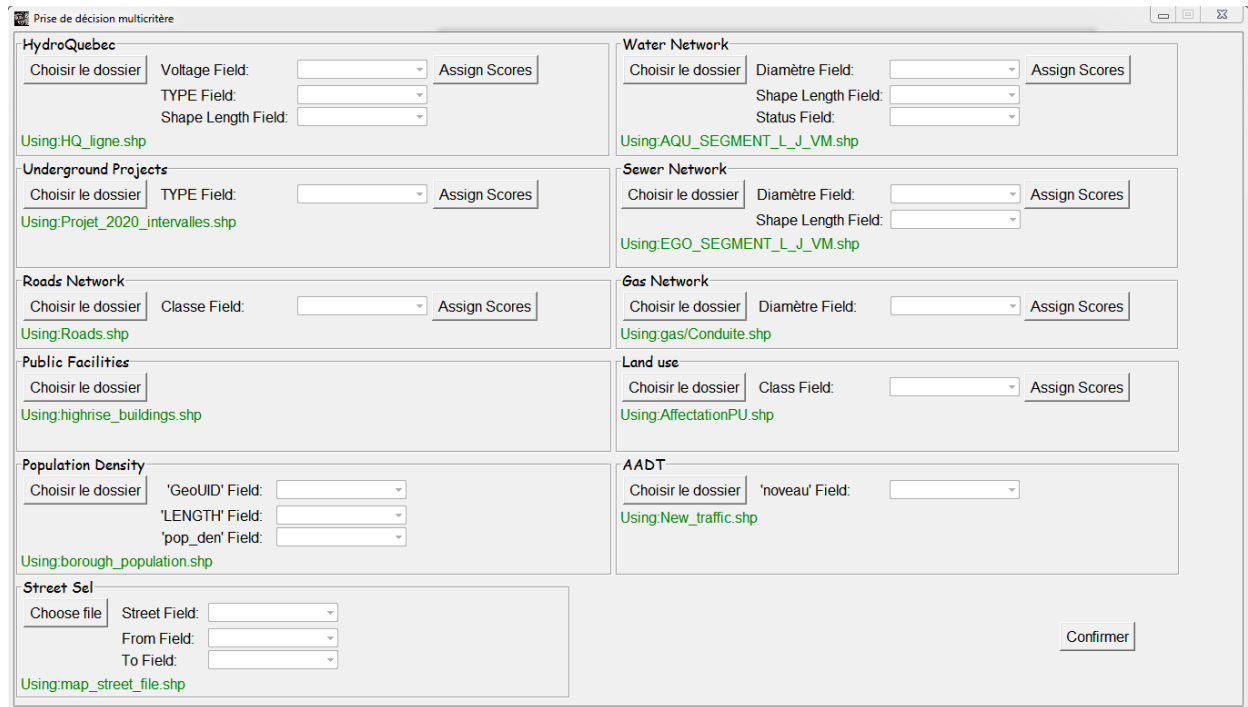 Prise de décision multicritère
HydroQuebec
Choisir le dossier Voltage Field: Assign Scores
TYPE Field:
Shape Length Field:
Using:HQ_ligne.shp
Water Network
Choisir le dossier Diamètre Field: Assign Scores
Shape Length Field:
Status Field:
Using:AQU_SEGMENT_L_J_VM.shp
Underground Projects
Choisir le dossier TYPE Field: Assign Scores
Using:Projet_2020_intervalles.shp
Sewer Network
Choisir le dossier Diamètre Field: Assign Scores
Shape Length Field:
Using:EGO_SEGMENT_L_J_VM.shp
Roads Network
Choisir le dossier Classe Field: Assign Scores
Using:Roads.shp
Gas Network
Choisir le dossier Diamètre Field: Assign Scores
Using:gas/Conduite.shp
Public Facilities
Choisir le dossier
Using:highrise_buildings.shp
Land use
Choisir le dossier Class Field: Assign Scores
Using:AffectationPU.shp
Population Density
Choisir le dossier 'GeoUID' Field:
'LENGTH' Field:
'pop_den' Field:
Using:borough_population.shp
AADT
Choisir le dossier 'noveau' Field:
Using:New_traffic.shp
Street Sel
Choose file Street Field:
From Field:
To Field:
Using:map_street_file.shp
Confirmer